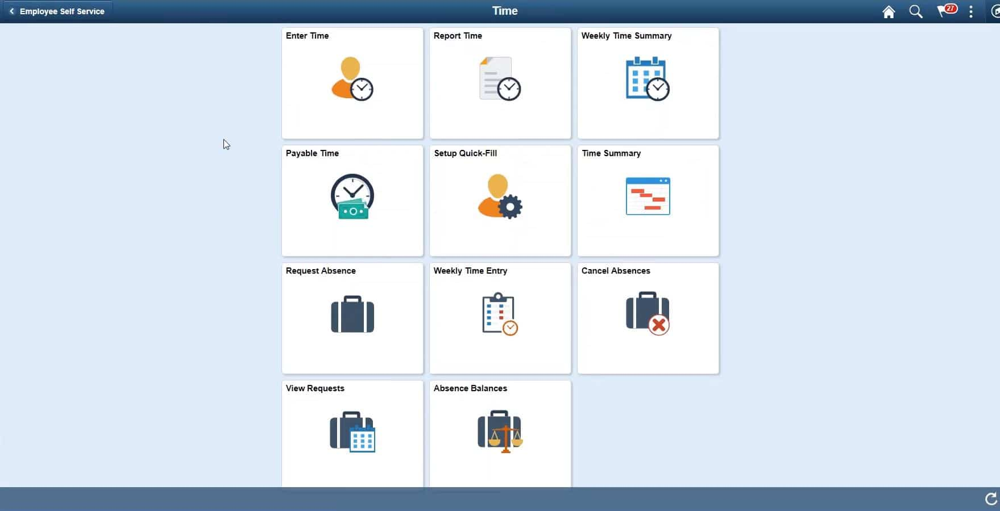 Employee Self Service
Time
27
Enter Time
Report Time
Weekly Time Summary
Payable Time
Setup Quick-Fill
Time Summary
Request Absence
Weekly Time Entry
Cancel Absences
View Requests
Absence Balances